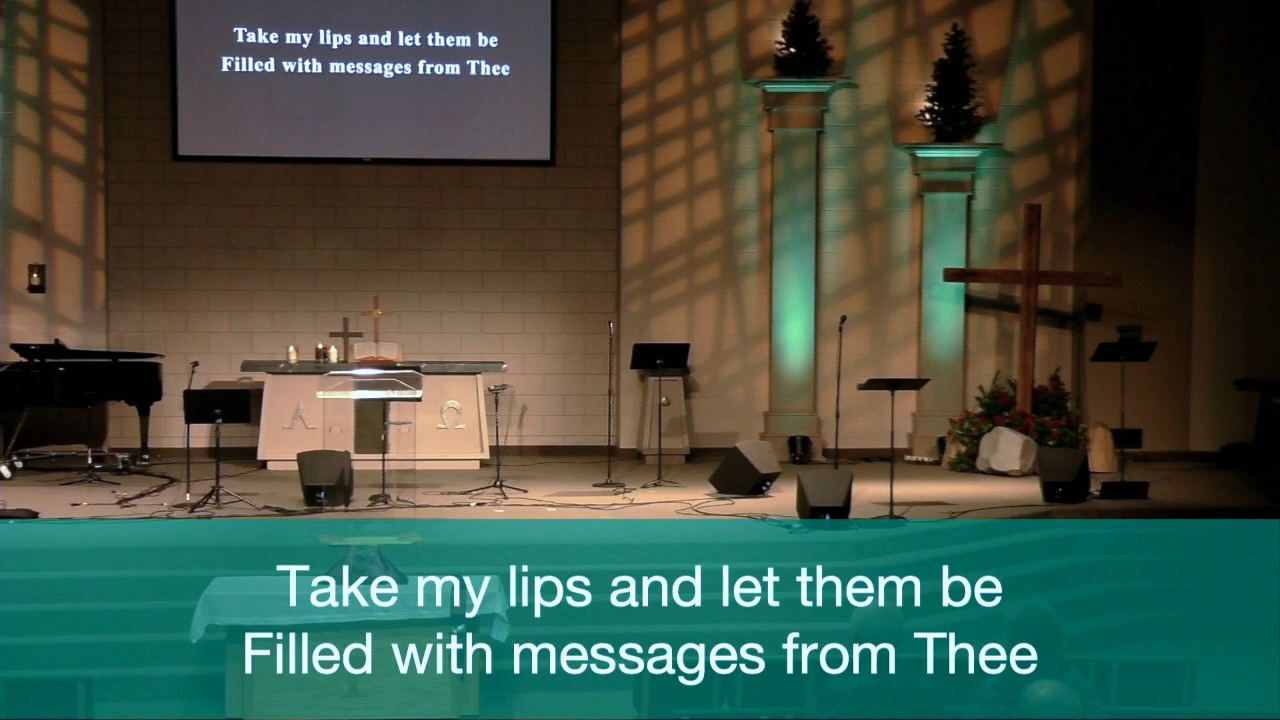 Take my lips and let them be
Filled with messages from Thee
Α Ω
Take my lips and let them be
Filled with messages from Thee